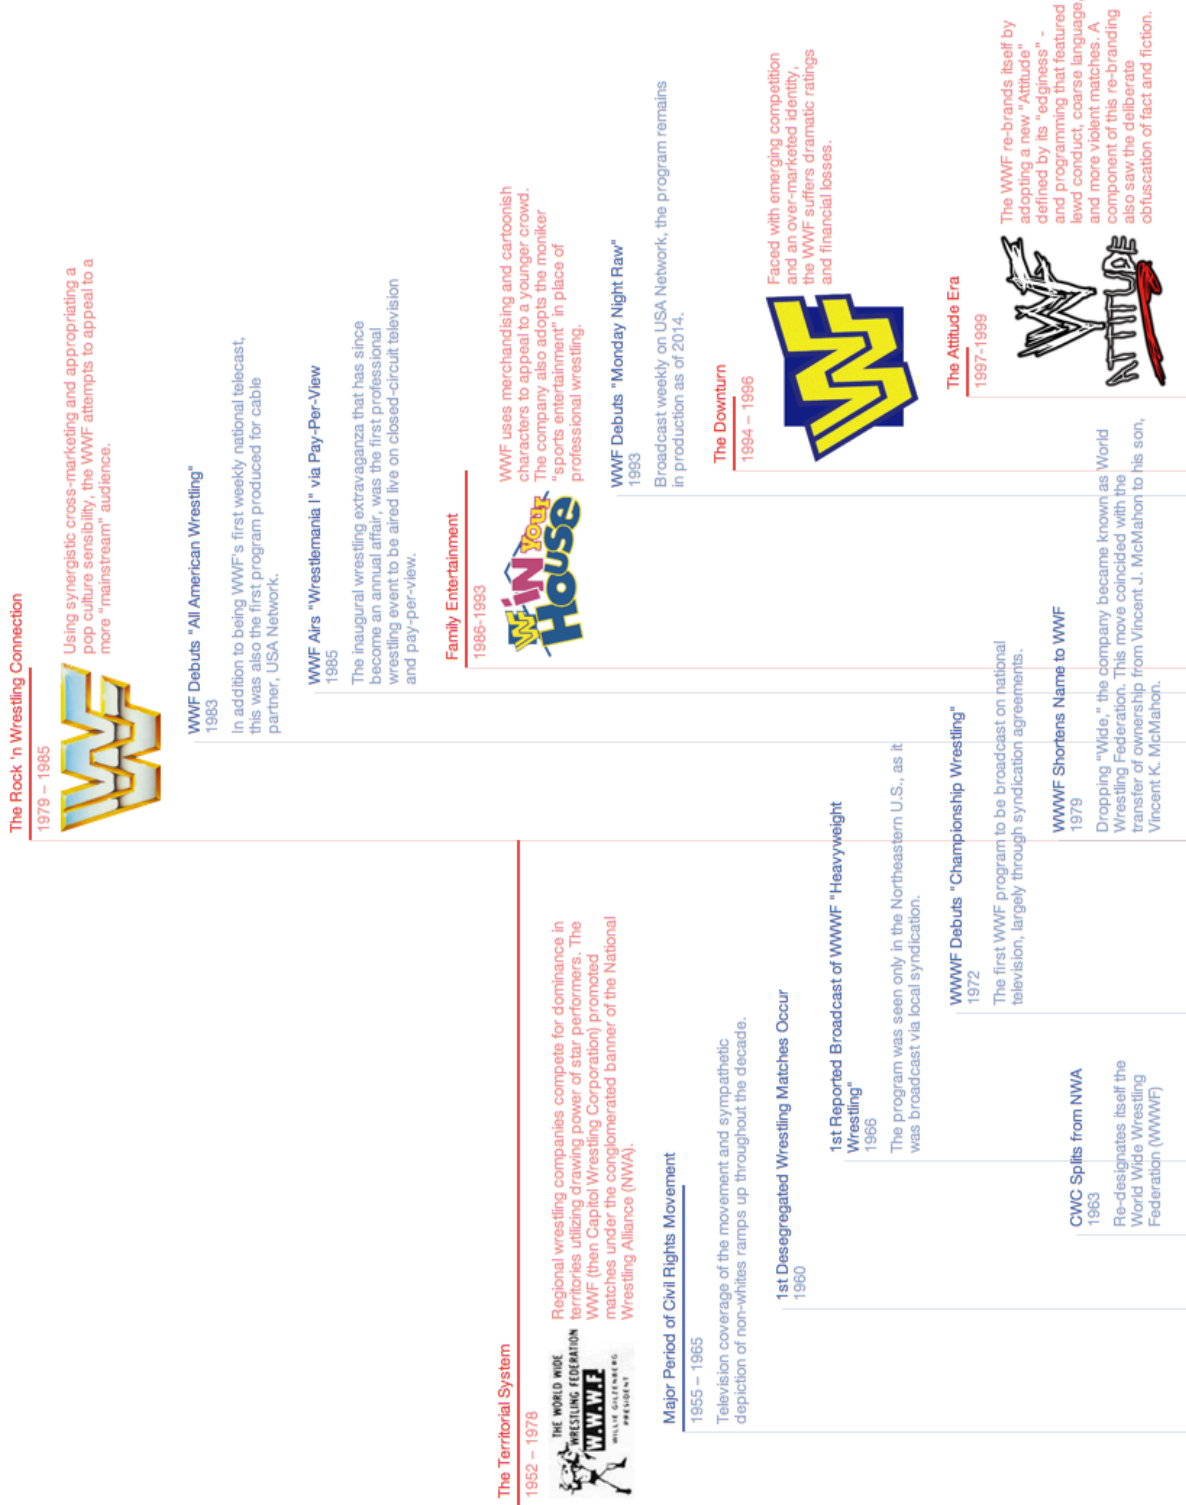 The Rock 'n Wrestling Connection
1979 – 1985
Using synergistic cross-marketing and appropriating a
pop culture sensibility, the WWF attempts to appeal to a
more "mainstream" audience.
WWF Debuts "All American Wrestling"
1983
In addition to being WWF's first weekly national telecast,
this was also the first program produced for cable
partner, USA Network.
WWF Airs "Wrestlemania I" via Pay-Per-View
1985
The inaugural wrestling extravaganza that has since
become an annual affair, was the first professional
wrestling event to be aired live on closed-circuit television
and pay-per-view.
Family Entertainment
1986-1993
WF iN Your
House
WWF uses merchandising and cartoonish
characters to appeal to a younger crowd.
The company also adopts the moniker
"sports entertainment" in place of
professional wrestling.
WWF Debuts "Monday Night Raw"
1993
Broadcast weekly on USA Network, the program remains
in production as of 2014.
The Downturn
1994 – 1996
WF
Faced with emerging competition
and an over-marketed identity,
the WWF suffers dramatic ratings
and financial losses.
The Attitude Era
1997-1999
WF
ATTITUDE
The WWF re-brands itself by
adopting a new "Attitude"
defined by its "edginess" -
and programming that featured
lewd conduct, coarse language,
and more violent matches. A
component of this re-branding
also saw the deliberate
obfuscation of fact and fiction.
The Territorial System
1952 – 1978
THE WORLD WIDE
WRESTLING FEDERATION
W.W.W.F.
WILLIE GILZENBERG
PRESIDENT
Regional wrestling companies compete for dominance in
territories utilizing drawing power of star performers. The
WWF (then Capitol Wrestling Corporation) promoted
matches under the conglomerated banner of the National
Wrestling Alliance (NWA).
Major Period of Civil Rights Movement
1955 – 1965
Television coverage of the movement and sympathetic
depiction of non-whites ramps up throughout the decade.
1st Desegregated Wrestling Matches Occur
1960
1st Reported Broadcast of WWWF "Heavyweight
Wrestling"
1966
The program was seen only in the Northeastern U.S., as it
was broadcast via local syndication.
WWWF Debuts "Championship Wrestling"
1972
The first WWF program to be broadcast on national
television, largely through syndication agreements.
CWC Splits from NWA
1963
Re-designates itself the
World Wide Wrestling
Federation (WWWF)
WWWF Shortens Name to WWF
1979
Dropping "Wide," the company became known as World
Wrestling Federation. This move coincided with the
transfer of ownership from Vincent J. McMahon to his son,
Vincent K. McMahon.